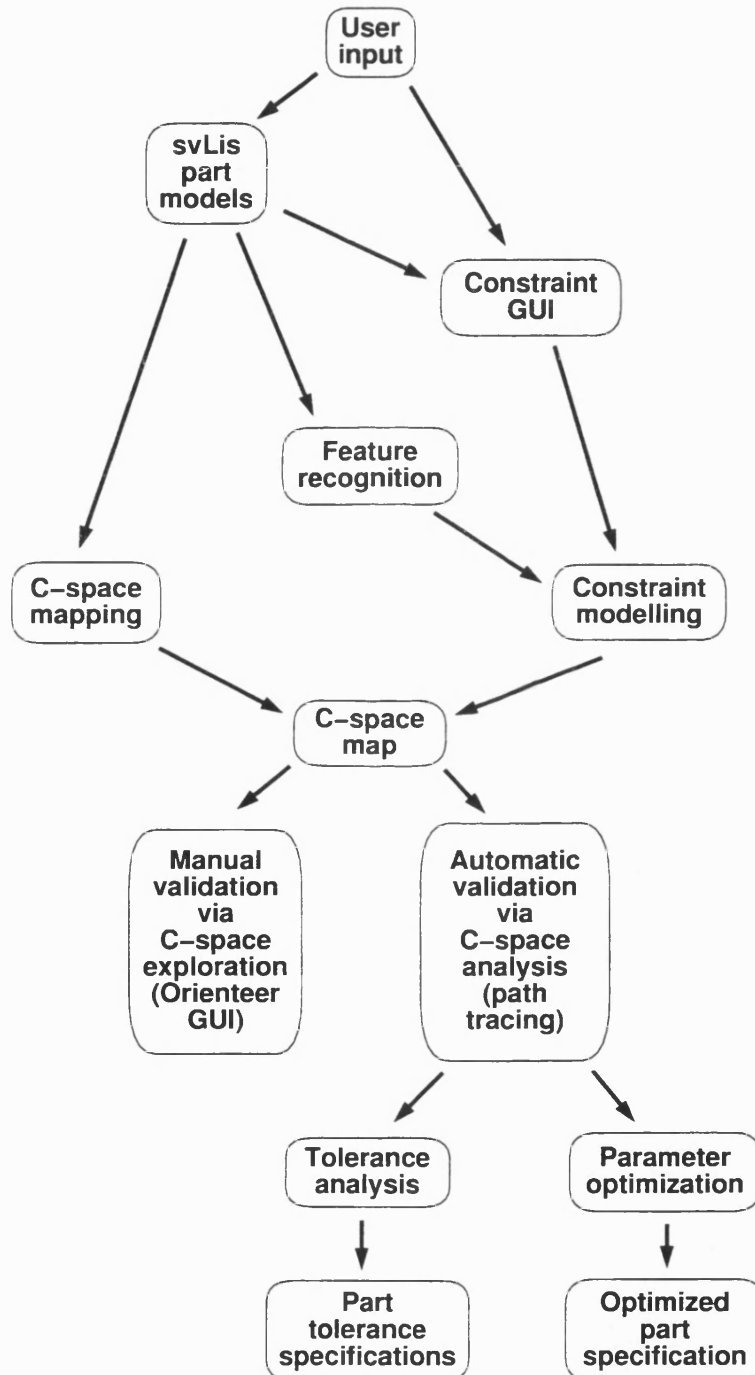 User
input
svLis
part
models
Constraint
GUI
Feature
recognition
C–space
mapping
Constraint
modelling
C–space
map
Manual
validation
via
C–space
exploration
(Orienteer
GUI)
Automatic
validation
via
C–space
analysis
(path
tracing)
Tolerance
analysis
Parameter
optimization
Part
tolerance
specifications
Optimized
part
specification